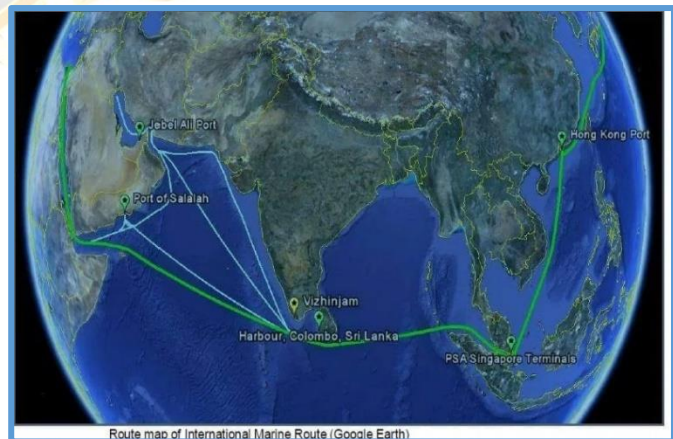 Jebel Ali Port
Hong Kong Port
Port of Salalah
Vizhinjam
Harbour, Colombo, Sri Lanka
PSA Singapore Terminals
Route map of International Marine Route (Google Earth)